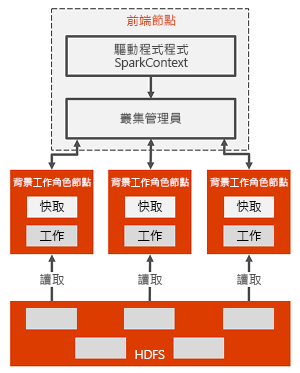 前端節點
驅動程式程式
SparkContext
叢集管理員
背景工作角色節點 背景工作角色節點 背景工作角色節點
快取 快取 快取
工作 工作 工作
讀取 讀取 讀取
HDFS